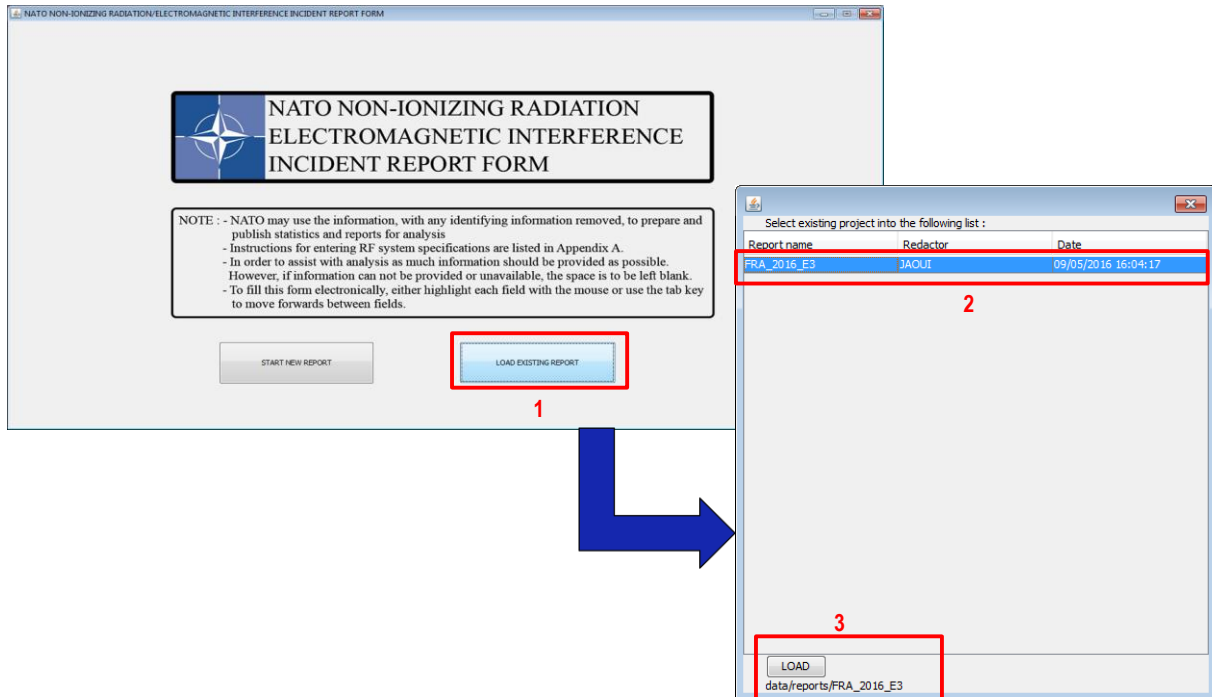 NATO NON-IONIZING RADIATION/ELECTROMAGNETIC INTERFERENCE INCIDENT REPORT FORM
NATO NON-IONIZING RADIATION
ELECTROMAGNETIC INTERFERENCE
INCIDENT REPORT FORM
NOTE : - NATO may use the information, with any identifying information removed, to prepare and
publish statistics and reports for analysis
- Instructions for entering RF system specifications are listed in Appendix A.
- In order to assist with analysis as much information should be provided as possible.
However, if information can not be provided or unavailable, the space is to be left blank.
- To fill this form electronically, either highlight each field with the mouse or use the tab key
to move forwards between fields.
START NEW REPORT
LOAD EXISTING REPORT
1
Select existing project into the following list :
Report name Redactor Date
FRA_2016_E3 JAOUI 09/05/2016 16:04:17
2
3
LOAD
data/reports/FRA_2016_E3